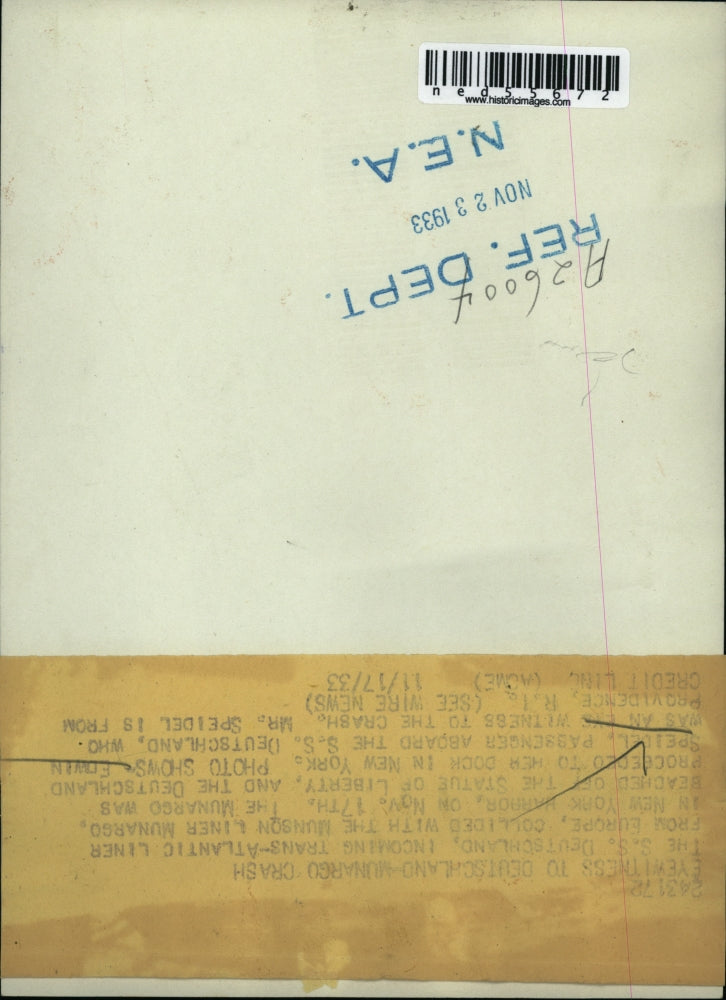 ned55672
www.historicimages.com
N.E.A.
NOV 23 1933
REF. DEPT.
A26004
243172
EYEWITNESS TO DEUTSCHLAND-MUNARGO CRASH
THE S.S. DEUTSCHLAND, INCOMING TRANS-ATLANTIC LINER
FROM EUROPE, COLLIDED WITH THE MUNSON LINER MUNARGO,
IN NEW YORK HARBOR, ON NOV. 17TH. THE MUNARGO WAS
BEACHED OFF THE STATUE OF LIBERTY, AND THE DEUTSCHLAND
PROCEEDED TO HER DOCK IN NEW YORK. PHOTO SHOWS, EDWIN
SPEIDEL, PASSENGER ABOARD THE S.S. DEUTSCHLAND, WHO
WAS AN WITNESS TO THE CRASH. MR. SPEIDEL IS FROM
PROVIDENCE, R.I. (SEE WIRE NEWS)
CREDIT LINE (ACME) 11/17/33